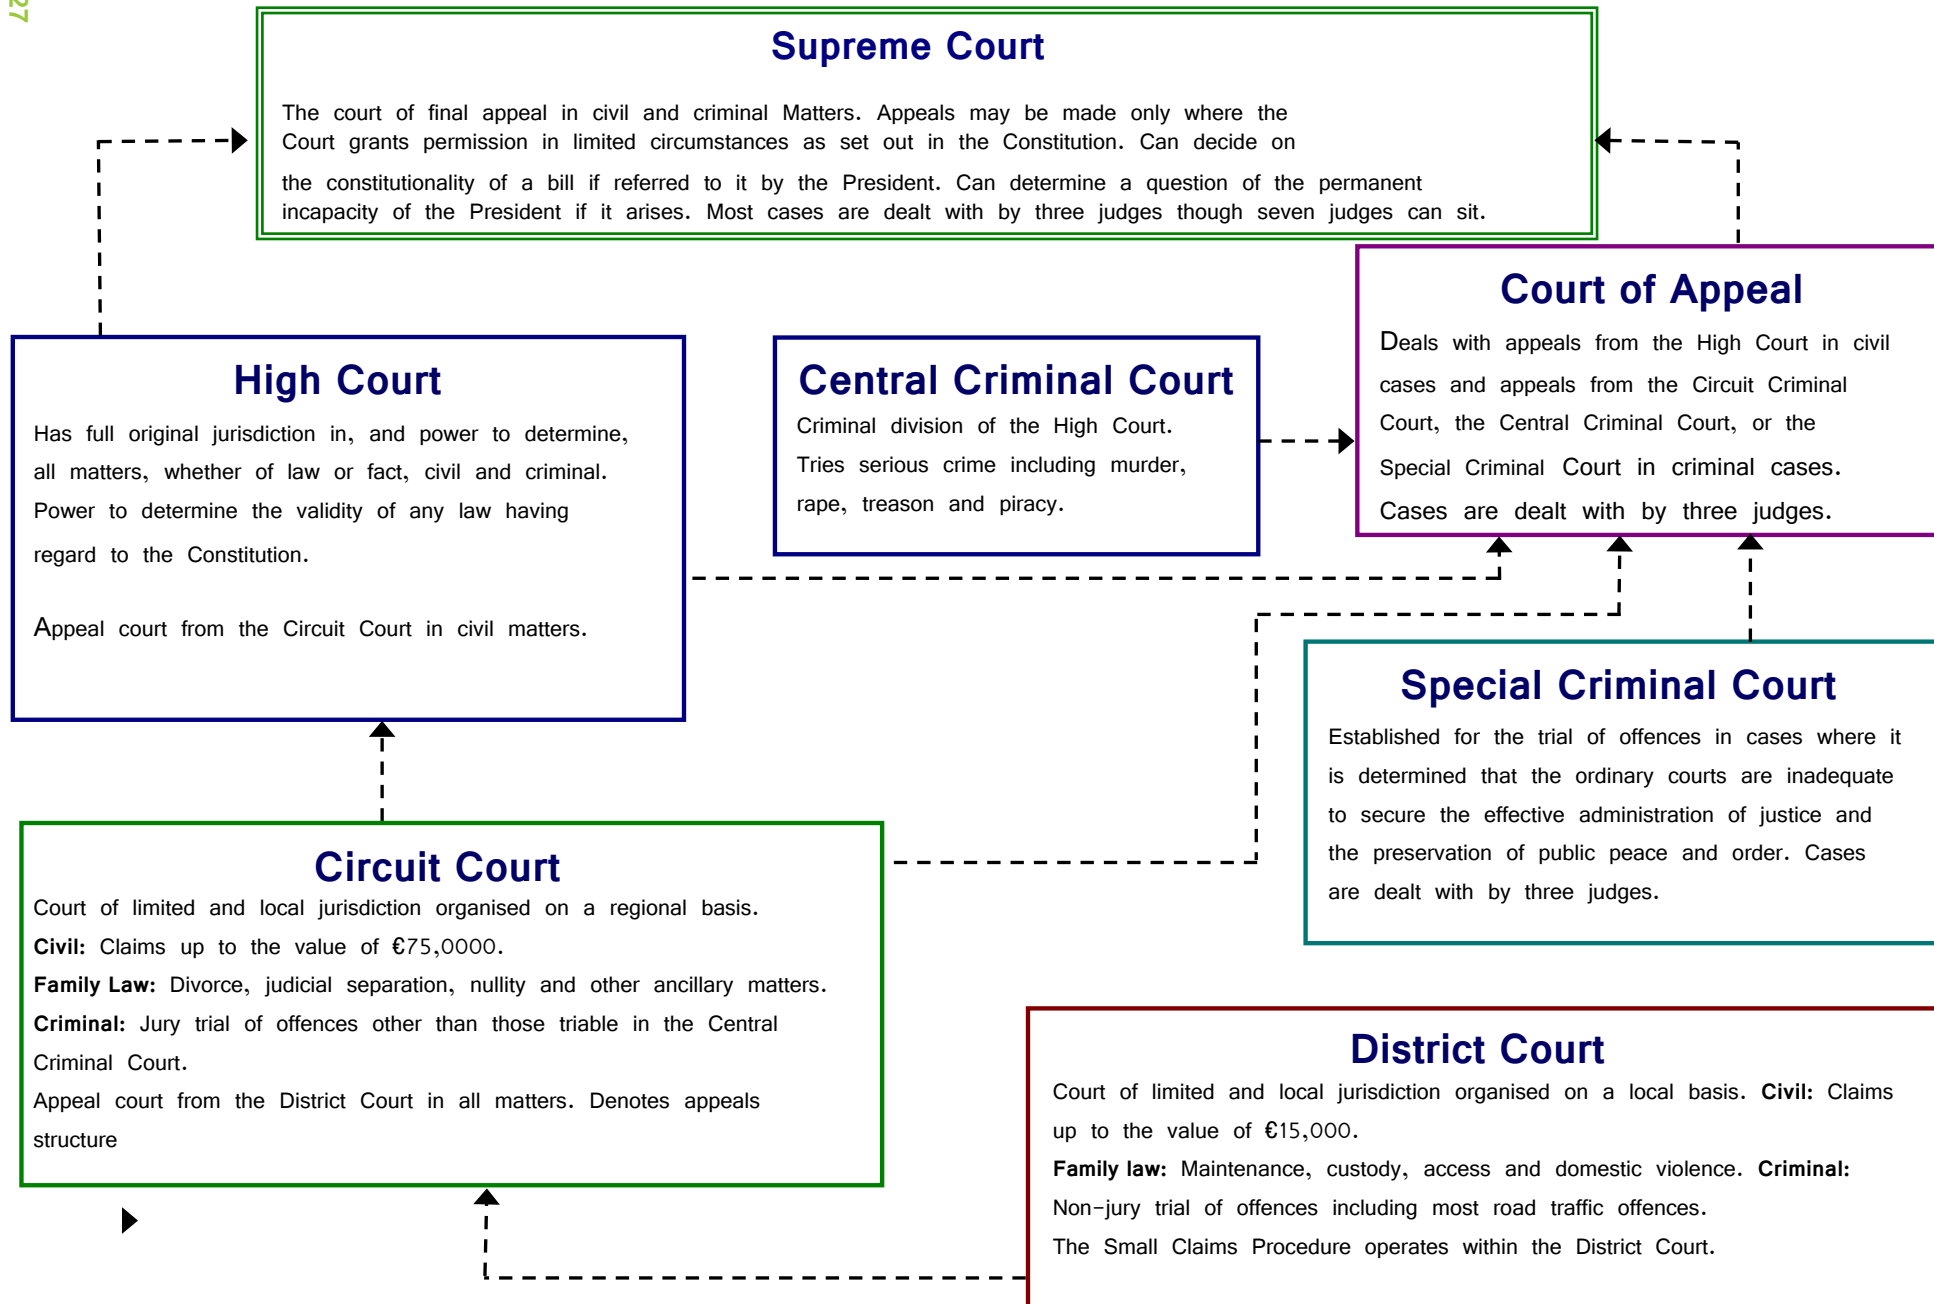 27
Supreme Court
The court of final appeal in civil and criminal Matters. Appeals may be made only where the
Court grants permission in limited circumstances as set out in the Constitution. Can decide on
the constitutionality of a bill if referred to it by the President. Can determine a question of the permanent
incapacity of the President if it arises. Most cases are dealt with by three judges though seven judges can sit.
Court of Appeal
Deals with appeals from the High Court in civil
cases and appeals from the Circuit Criminal
Court, the Central Criminal Court, or the
Special Criminal Court in criminal cases.
Cases are dealt with by three judges.
High Court
Has full original jurisdiction in, and power to determine,
all matters, whether of law or fact, civil and criminal.
Power to determine the validity of any law having
regard to the Constitution.
Appeal court from the Circuit Court in civil matters.
Central Criminal Court
Criminal division of the High Court.
Tries serious crime including murder,
rape, treason and piracy.
Special Criminal Court
Established for the trial of offences in cases where it
is determined that the ordinary courts are inadequate
to secure the effective administration of justice and
the preservation of public peace and order. Cases
are dealt with by three judges.
Circuit Court
Court of limited and local jurisdiction organised on a regional basis.
Civil: Claims up to the value of €75,0000.
Family Law: Divorce, judicial separation, nullity and other ancillary matters.
Criminal: Jury trial of offences other than those triable in the Central
Criminal Court.
Appeal court from the District Court in all matters. Denotes appeals
structure
District Court
Court of limited and local jurisdiction organised on a local basis. Civil: Claims
up to the value of €15,000.
Family law: Maintenance, custody, access and domestic violence. Criminal:
Non-jury trial of offences including most road traffic offences.
The Small Claims Procedure operates within the District Court.